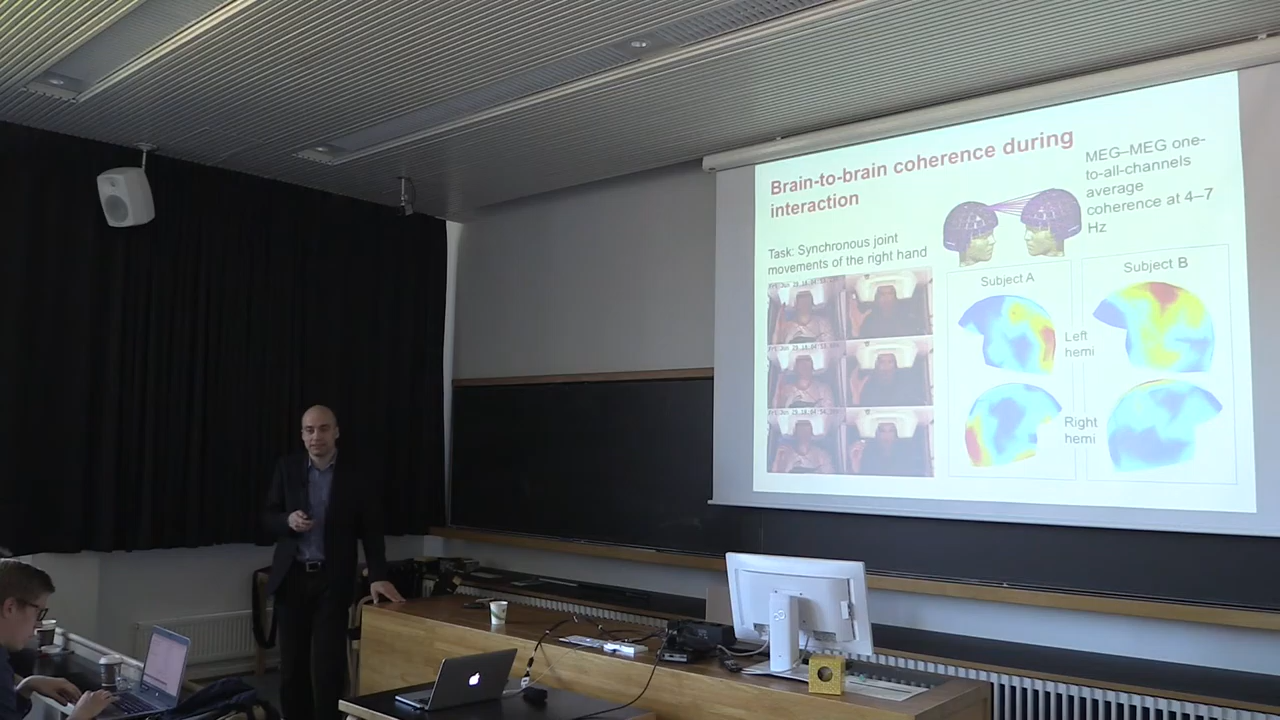 Brain-to-brain coherence during
interaction
MEG–MEG one-
to-all-channels
average
coherence at 4–7
Hz
Task: Synchronous joint
movements of the right hand
Subject A
Subject B
Left
hemi
Right
hemi